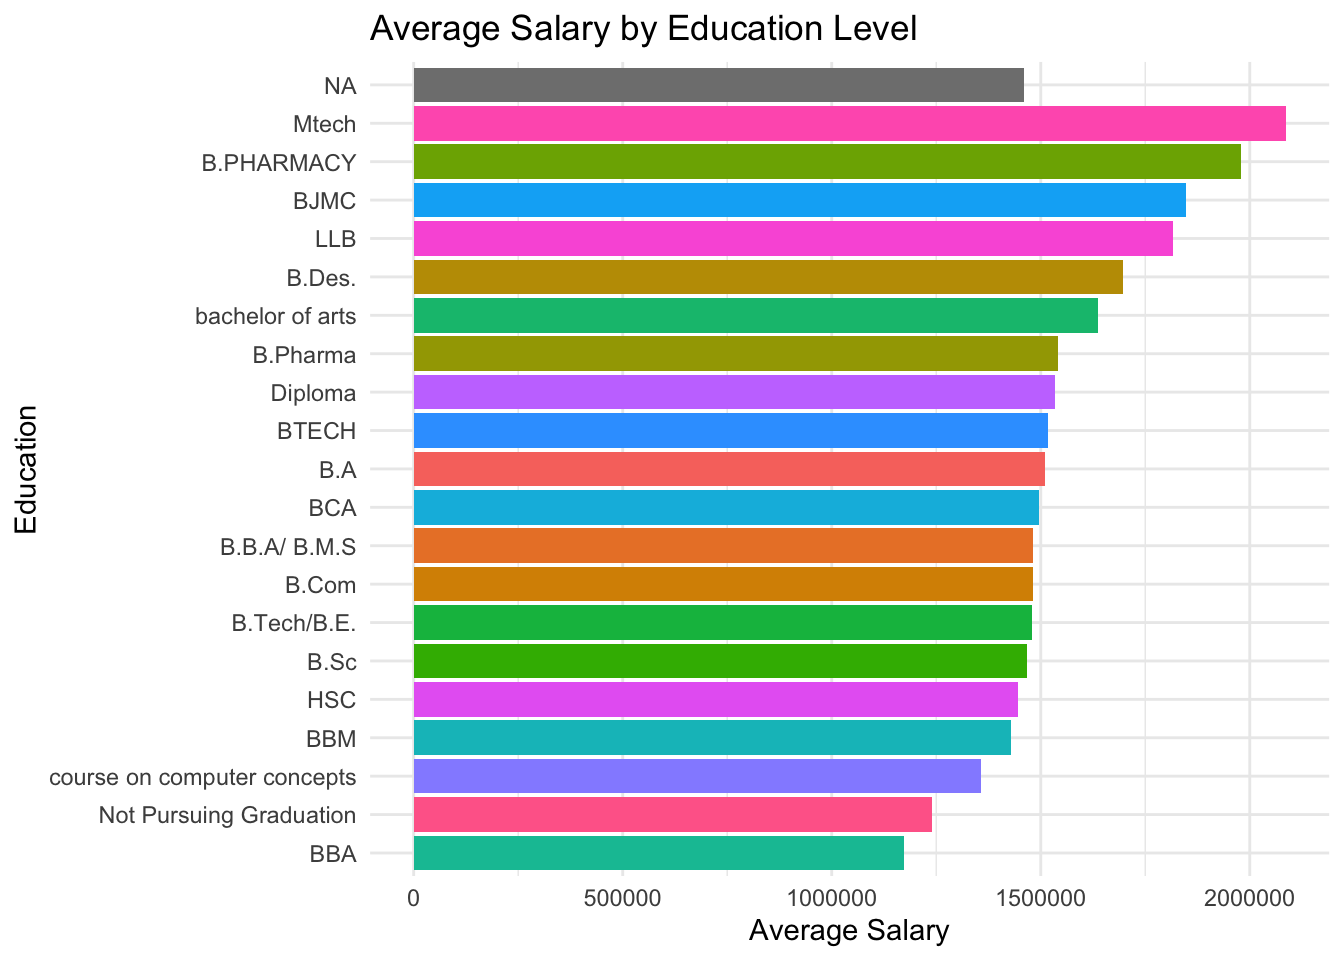 Average Salary by Education Level
NA
Mtech
B.PHARMACY
BJMC
LLB
B.Des.
bachelor of arts
B.Pharma
Diploma
BTECH
B.A
BCA
B.B.A/ B.M.S
B.Com
B.Tech/B.E.
B.Sc
HSC
BBM
course on computer concepts
Not Pursuing Graduation
BBA
Education
0 500000 1000000 1500000 2000000
Average Salary